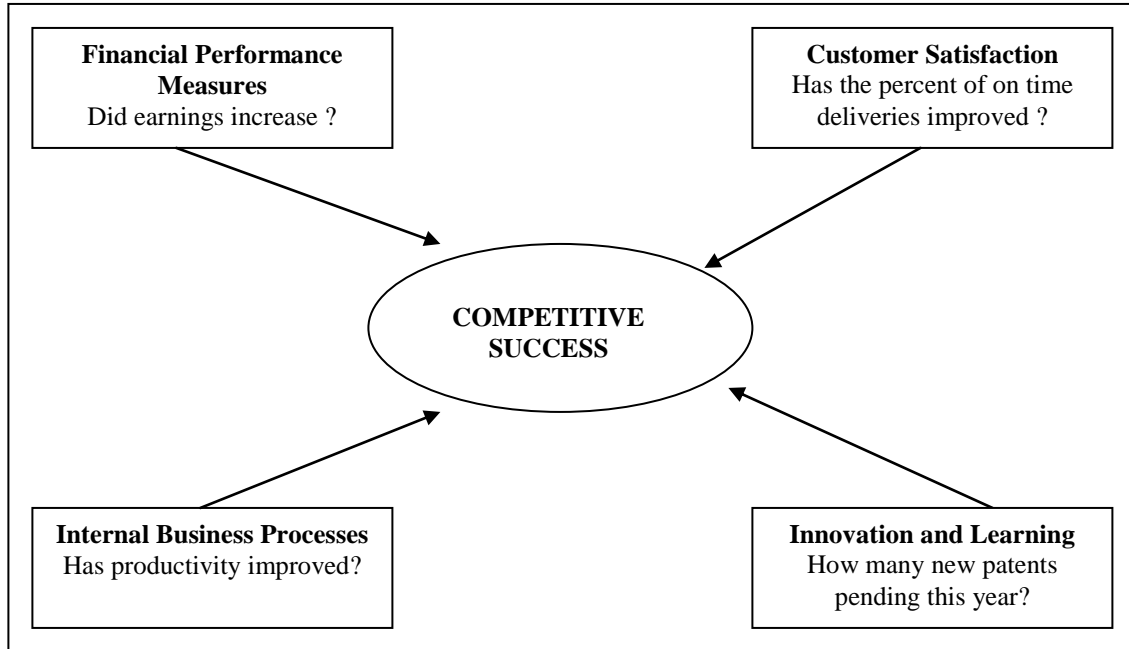 Financial Performance
Measures
Did earnings increase ?
Customer Satisfaction
Has the percent of on time
deliveries improved ?
COMPETITIVE
SUCCESS
Internal Business Processes
Has productivity improved?
Innovation and Learning
How many new patents
pending this year?